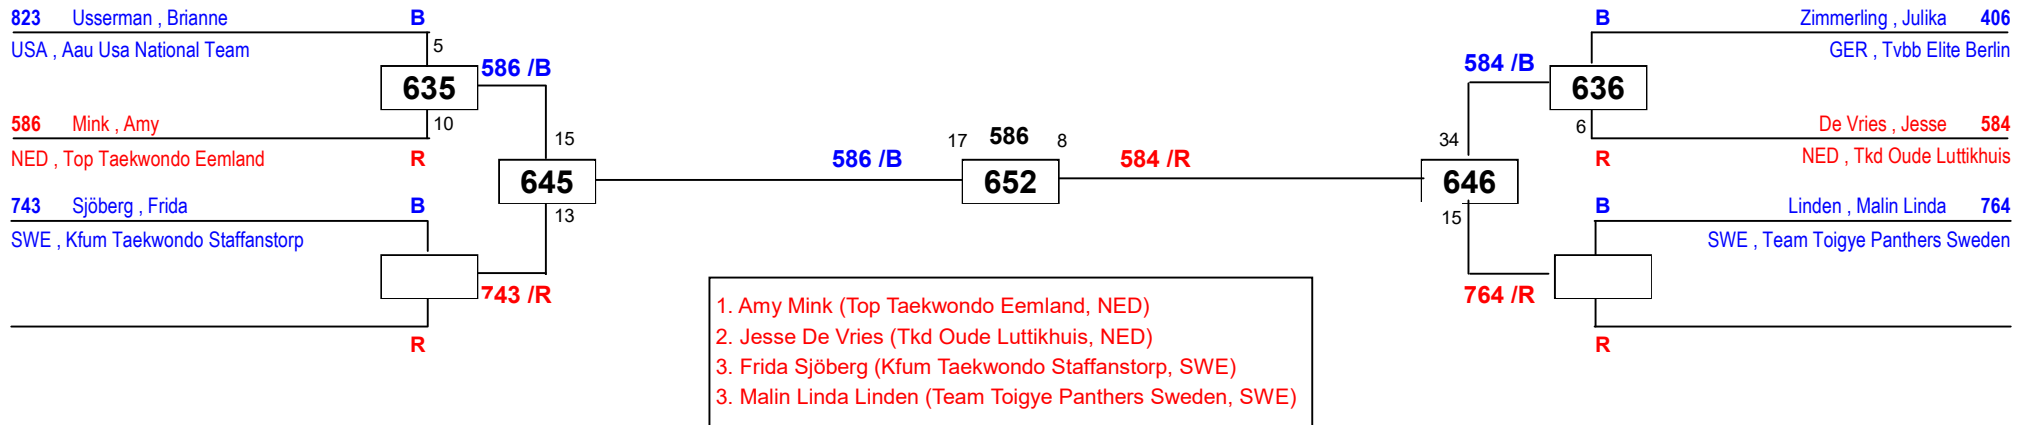 823 Usserman , Brianne B
USA , Aau Usa National Team
5
586 /B
635
10
586 Mink , Amy
NED , Top Taekwondo Eemland R
15
645
13
743 Sjöberg , Frida B
SWE , Kfum Taekwondo Staffanstorp
743 /R
R
586 /B
17 586 8
652
584 /R
B Zimmerling , Julika 406
GER , Tvbb Elite Berlin
584 /B
636
6
De Vries , Jesse 584
R NED , Tkd Oude Luttikhuis
34
646
15
B Linden , Malin Linda 764
SWE , Team Toigye Panthers Sweden
764 /R
R
1. Amy Mink (Top Taekwondo Eemland, NED)
2. Jesse De Vries (Tkd Oude Luttikhuis, NED)
3. Frida Sjöberg (Kfum Taekwondo Staffanstorp, SWE)
3. Malin Linda Linden (Team Toigye Panthers Sweden, SWE)